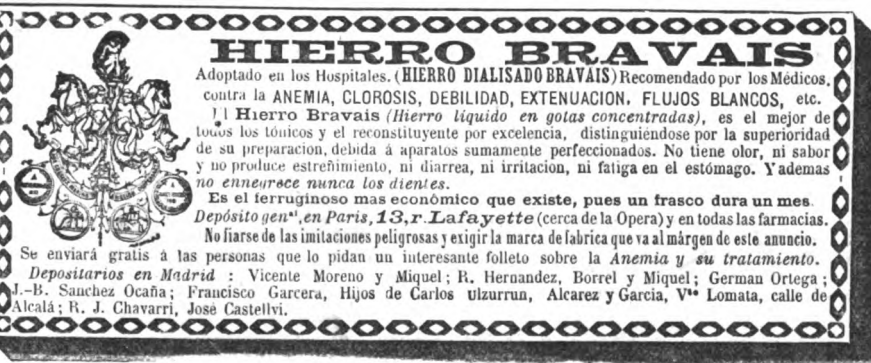 HIERRO BRAVAIS
Adoptado en los Hospitales. (HIERRO DIALISADO BRAVAIS) Recomendado por los Médicos.
contra la ANEMIA, CLOROSIS, DEBILIDAD, EXTENUACION, FLUJOS BLANCOS, etc.
El Hierro Bravais (Hierro liquido en gotas concentradas), es el mejor de
todos los tónicos y el reconstituyente por excelencia, distinguiéndose por la superioridad
de su preparacion, debida á aparatos sumamente perfeccionados. No tiene olor, ni sabor
y no produce estreñimiento, ni diarrea, ni irritacion, ni fatiga en el estómago. Y ademas
no ennegrece nunca los dientes.
Es el ferruginoso mas económico que existe, pues un frasco dura un mes.
Depósito genal, en Paris, 13, r. Lafayette (cerca de la Opera) y en todas las farmacias.
No fiarse de las imitaciones peligrosas y exigir la marca de fabrica que va al márgen de este anuncio.
Se enviará gratis á las personas que lo pidan un interesante folleto sobre la Anemia y su tratamiento.
Depositarios en Madrid : Vicente Moreno y Miquel ; R. Hernandez, Borrel y Miquel ; German Ortega ;
J.-B. Sanchez Ocaña ; Francisco Garcera, Hijos de Carlos Ulzurrun, Alcarez y Garcia, Vda Lomata, calle de
Alcalá ; R. J. Chavarri, José Castellvi.